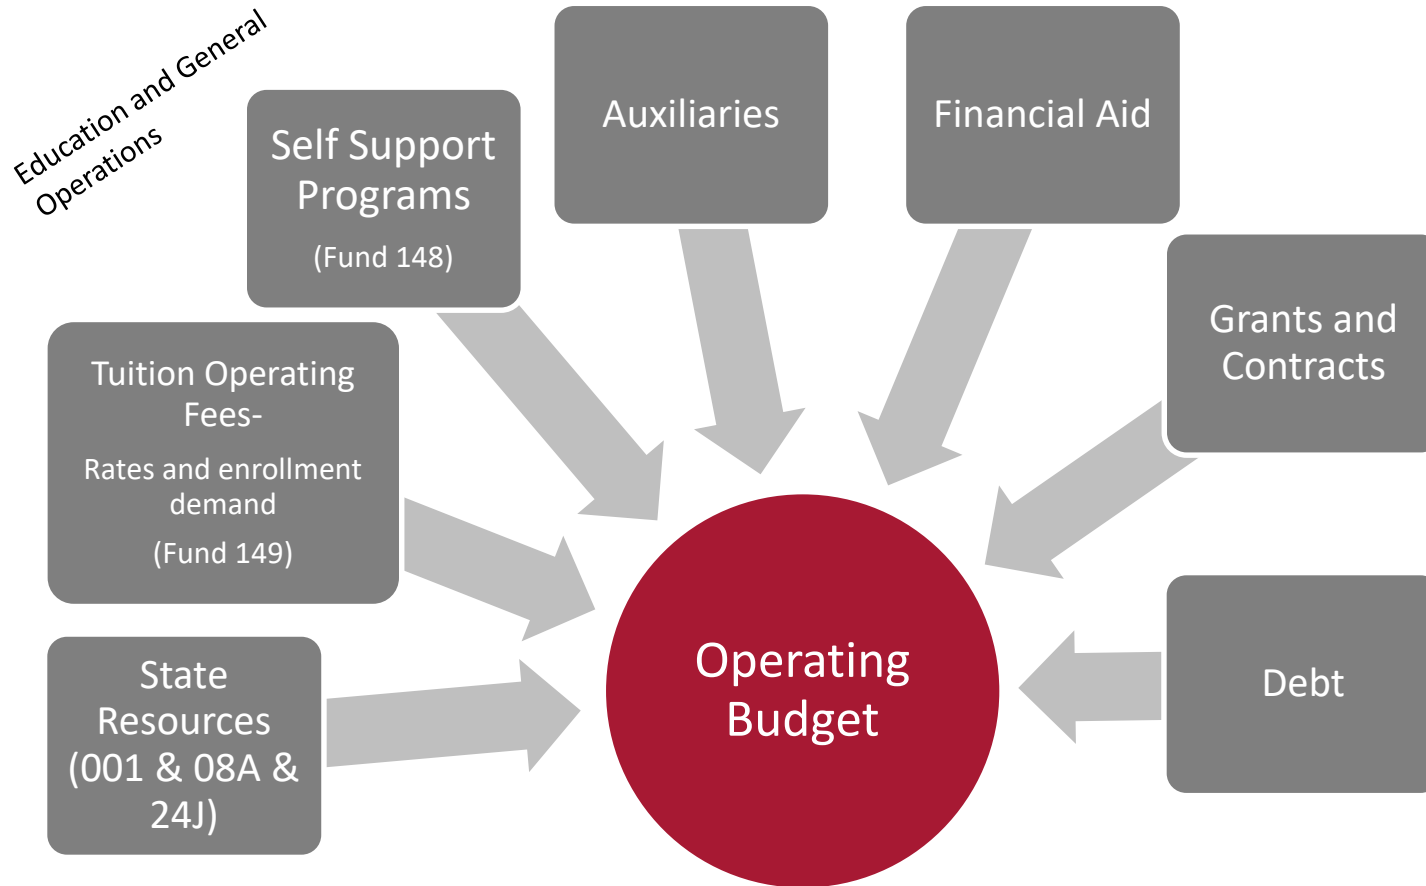 Education and General
Operations
Self Support
Programs
(Fund 148)
Auxiliaries
Financial Aid
Grants and
Contracts
Tuition Operating
Fees-
Rates and enrollment
demand
(Fund 149)
State
Resources
(001 & 08A &
24J)
Operating
Budget
Debt